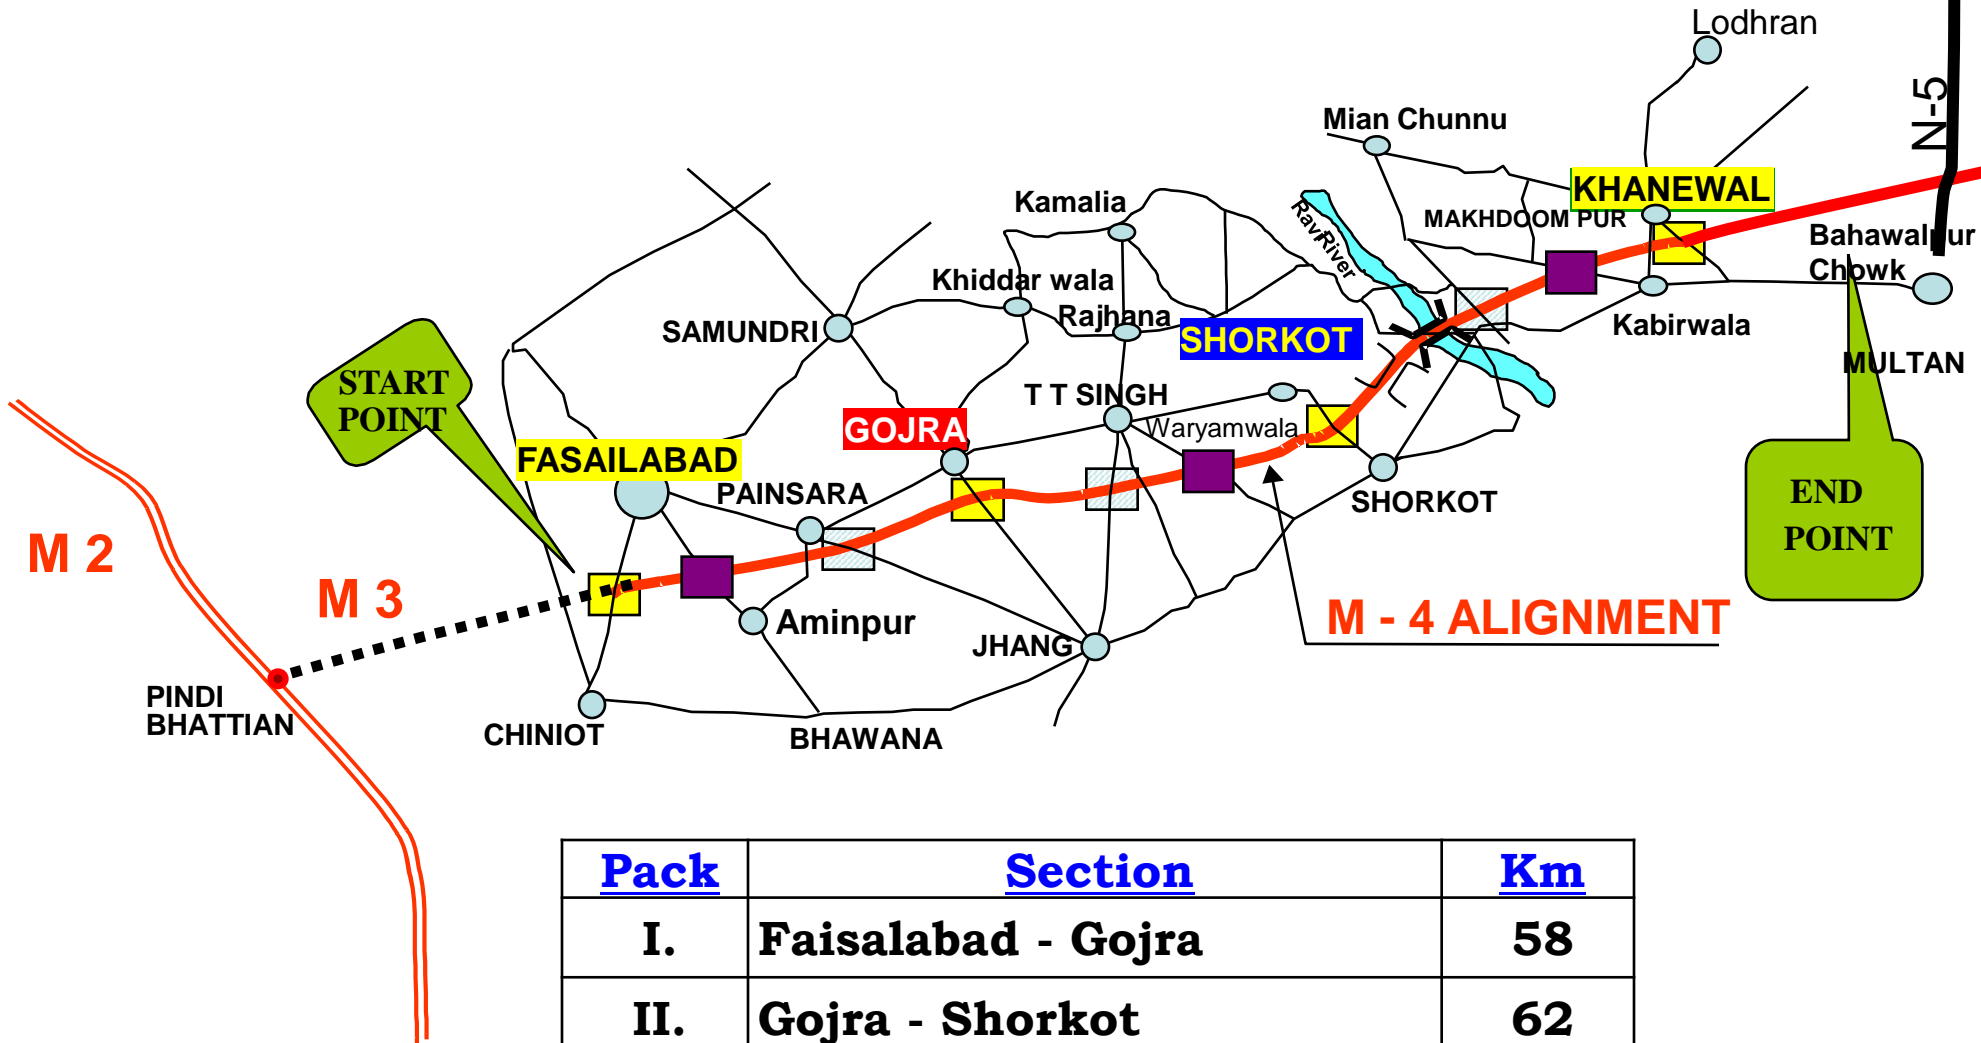 Lodhran
N-5
Mian Chunnu
KHANEWAL
Kamalia
MAKHDOOM PUR
Ravi
River
Bahawalpur
Chowk
Khiddar wala
Rajhana
SAMUNDRI
SHORKOT
Kabirwala
MULTAN
START
POINT
T T SINGH
GOJRA
Waryamwala
FASAILABAD
PAINSARA
SHORKOT
END
POINT
M 2
M 3
Aminpur
M - 4 ALIGNMENT
JHANG
PINDI
BHATTIAN
CHINIOT
BHAWANA
Pack Section Km
I. Faisalabad - Gojra 58
II. Gojra - Shorkot 62